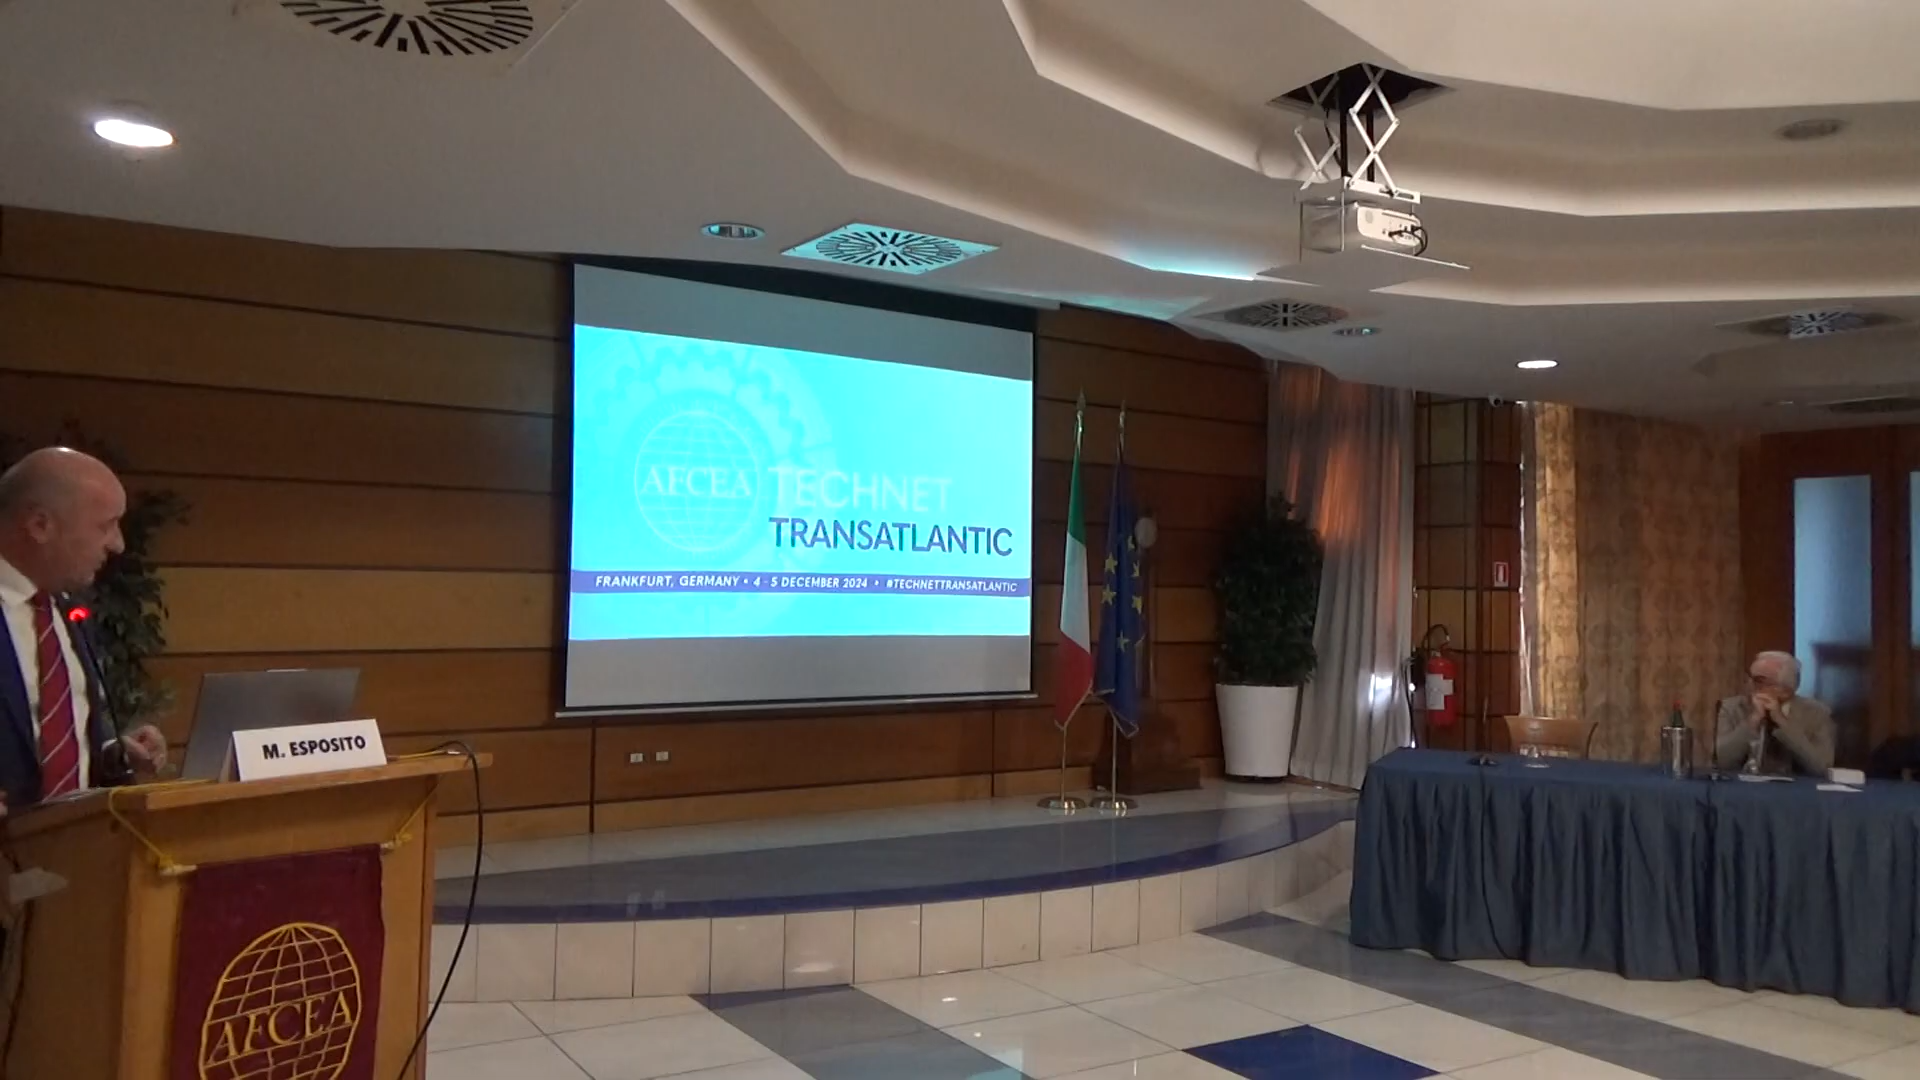 AFCEA TECHNET
TRANSATLANTIC
FRANKFURT, GERMANY • 4 - 5 DECEMBER 2024 • #TECHNETTRANSATLANTIC
M. ESPOSITO
AFCEA